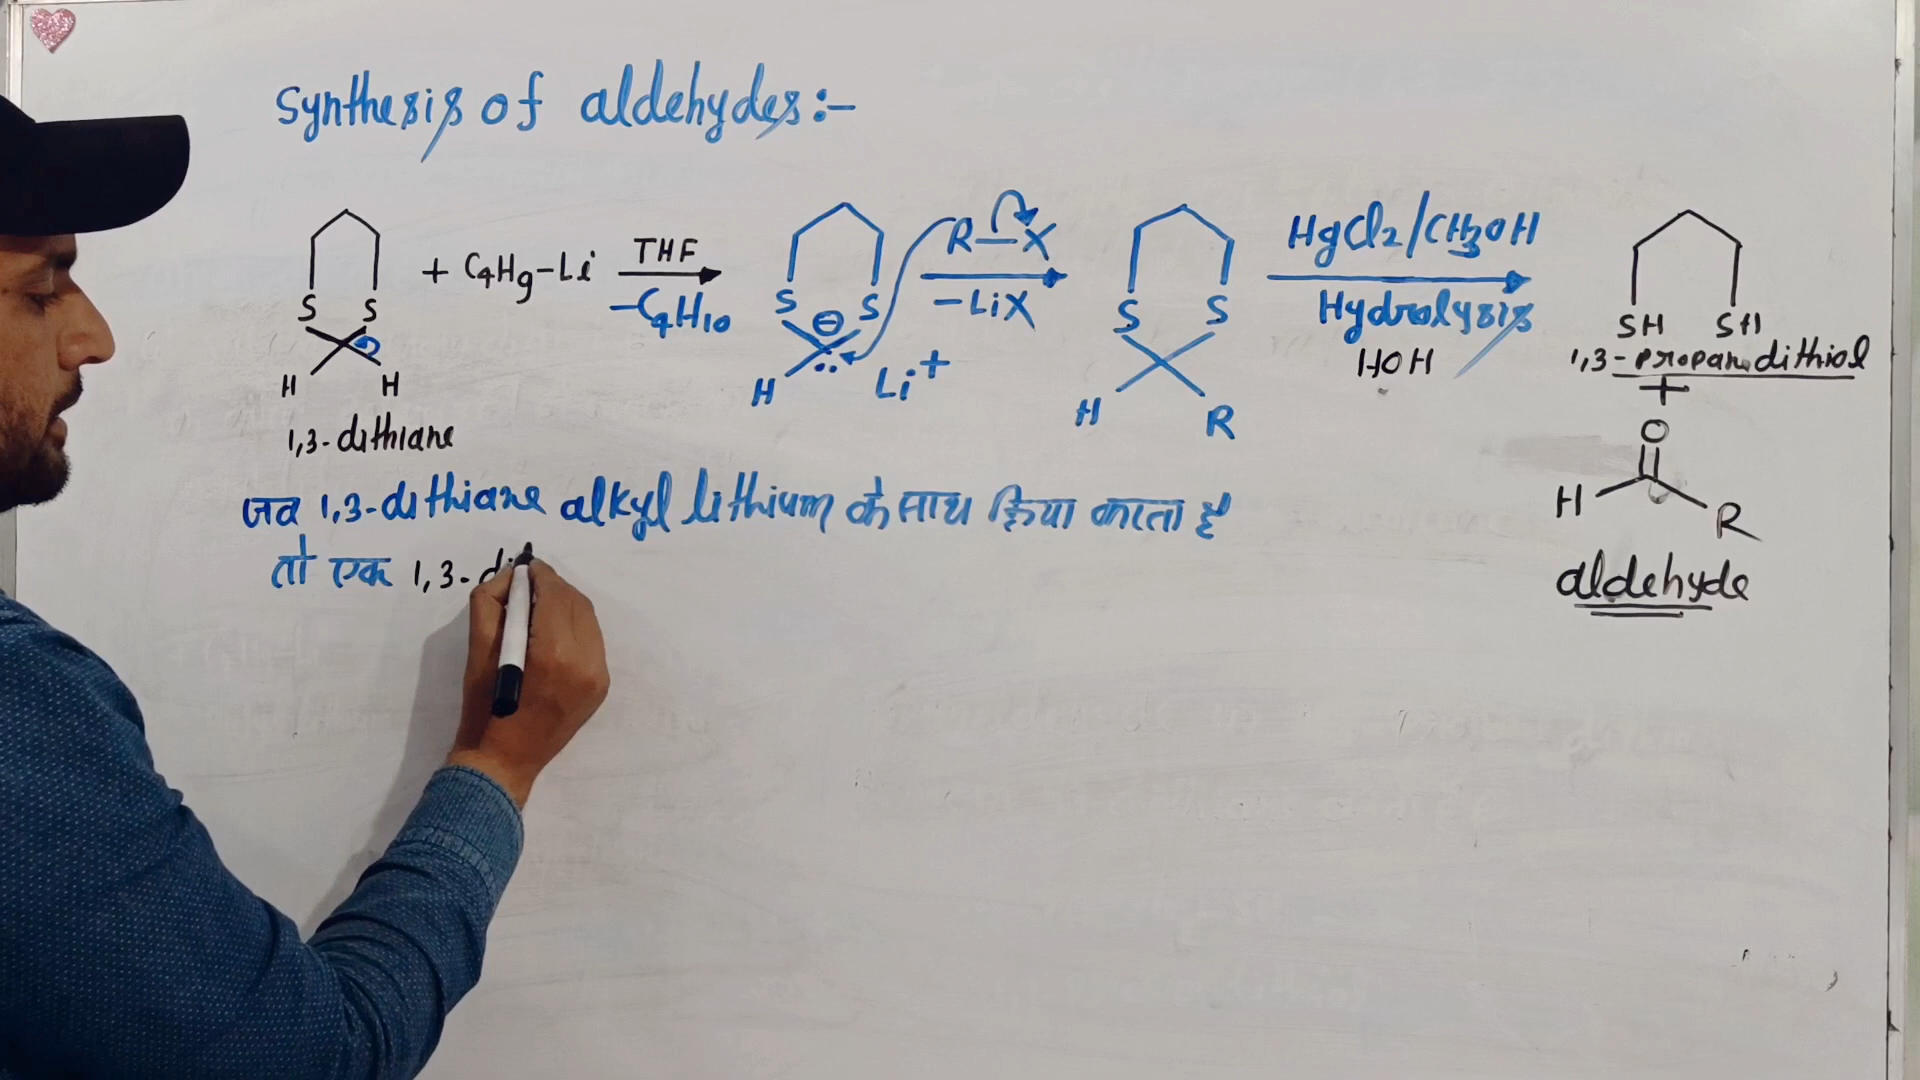 Synthesis of aldehydes:-
S S
H H
1,3-dithiane
+ C4H9-Li
THF
-C4H10
S ⊖ S
H
Li+
R-X
-LiX
S S
H R
HgCl2/CH3OH
Hydrolysis
HOH
SH SH
1,3-propanedithiol
+
O
H R
aldehyde
जब 1,3-dithiane alkyl lithium के साथ क्रिया करता है
तो एक 1,3-di